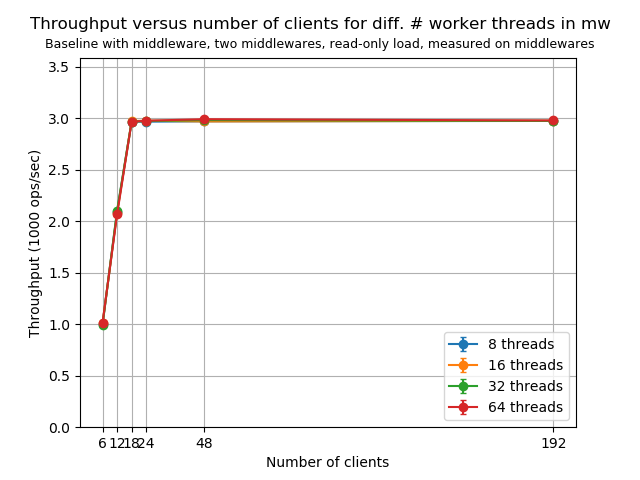 Throughput versus number of clients for diff. # worker threads in mw
Baseline with middleware, two middlewares, read-only load, measured on middlewares
3.5
3.0
2.5
2.0
1.5
1.0
0.5
0.0
Throughput (1000 ops/sec)
8 threads
16 threads
32 threads
64 threads
6 12 18 24 48 192
Number of clients